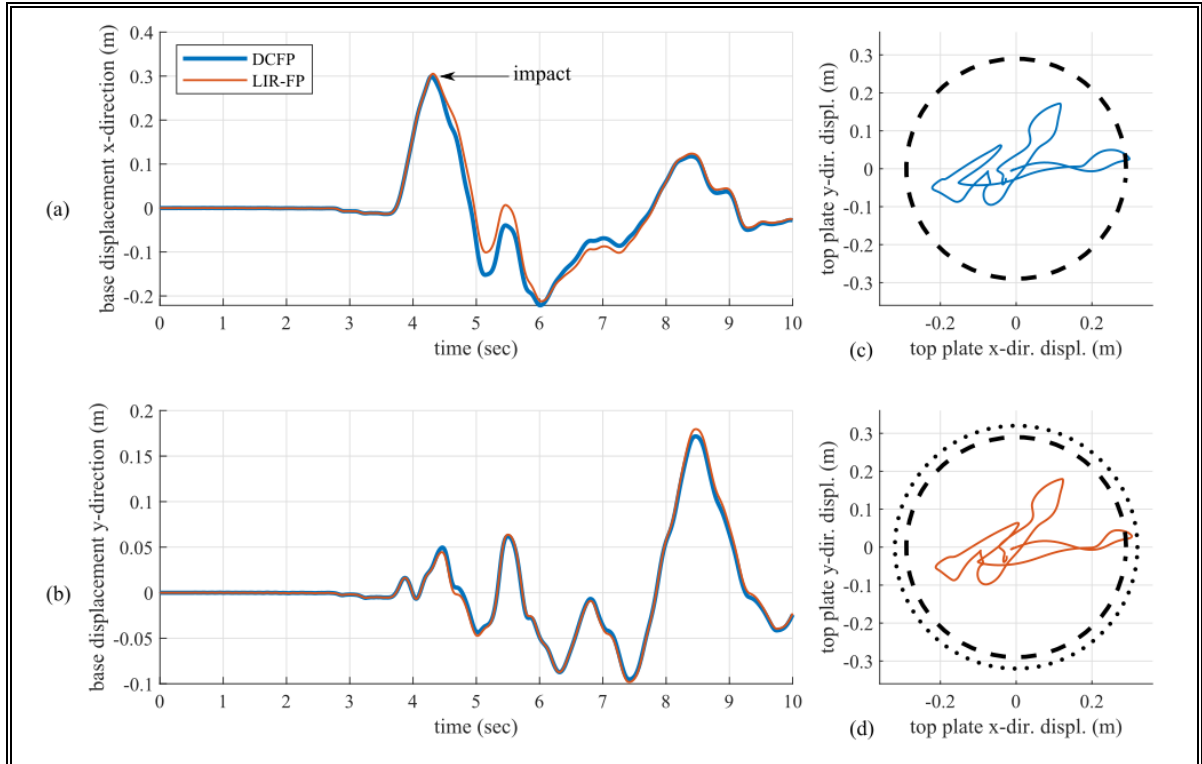 (a)
base displacement x-direction (m)
0.4
0.3
0.2
0.1
0
-0.1
-0.2
DCFP
LIR-FP
impact
0 1 2 3 4 5 6 7 8 9 10
time (sec)
(c)
top plate y-dir. displ. (m)
0.3
0.2
0.1
0
-0.1
-0.2
-0.3
-0.2 0 0.2
top plate x-dir. displ. (m)
(b)
base displacement y-direction (m)
0.2
0.15
0.1
0.05
0
-0.05
-0.1
0 1 2 3 4 5 6 7 8 9 10
time (sec)
(d)
top plate y-dir. displ. (m)
0.3
0.2
0.1
0
-0.1
-0.2
-0.3
-0.2 0 0.2
top plate x-dir. displ. (m)